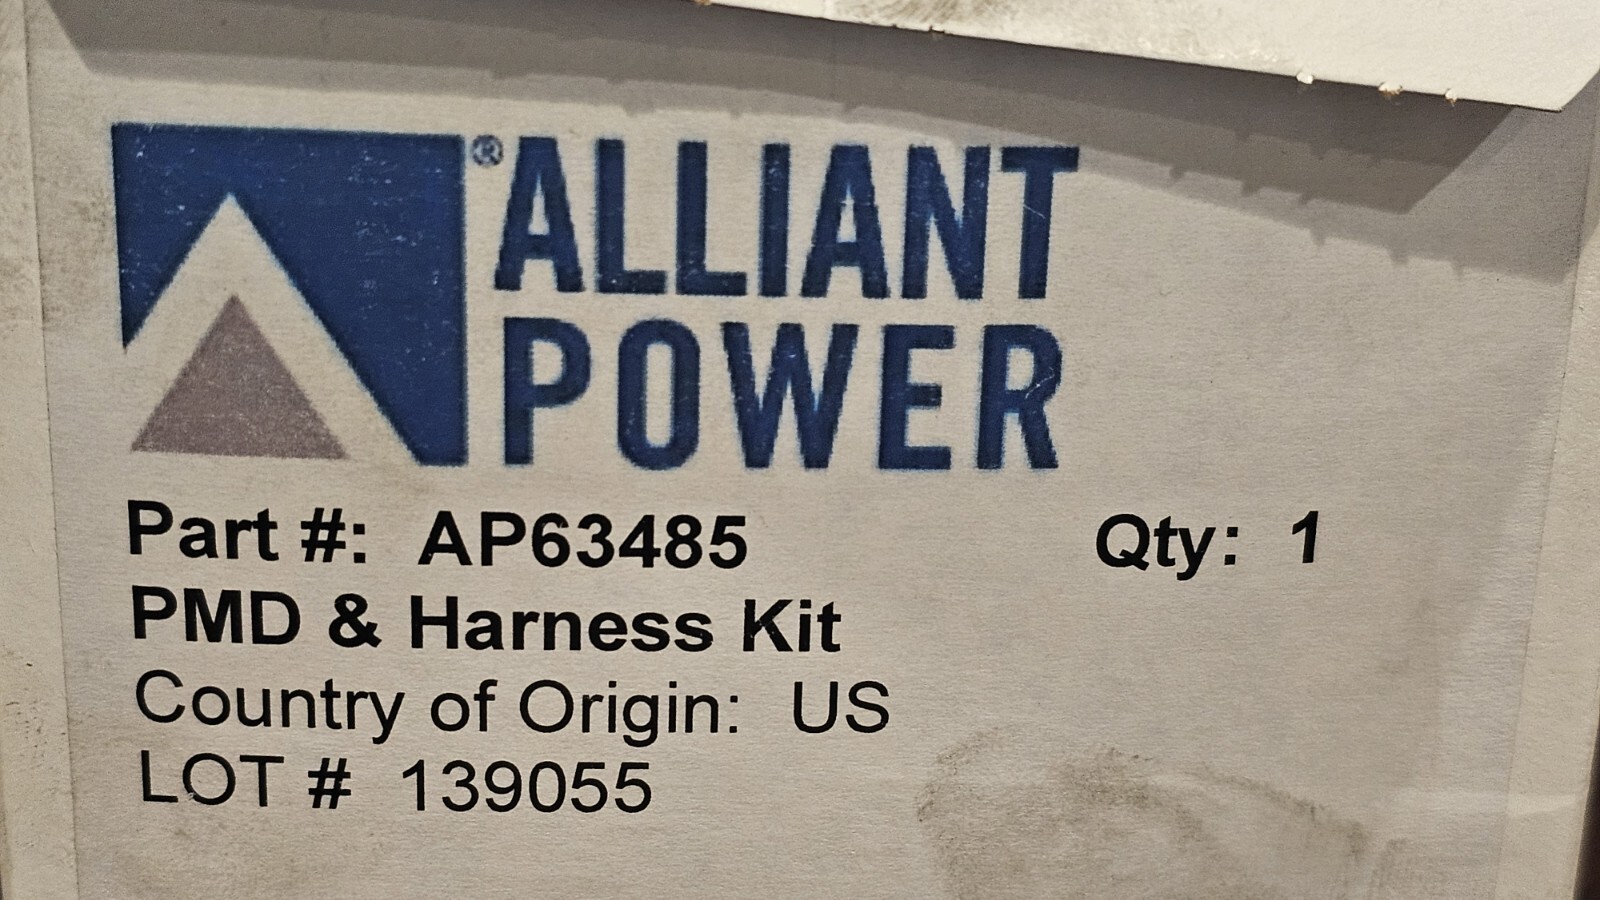 ® ALLIANT
POWER
Part #: AP63485 Qty: 1
PMD & Harness Kit
Country of Origin: US
LOT # 139055